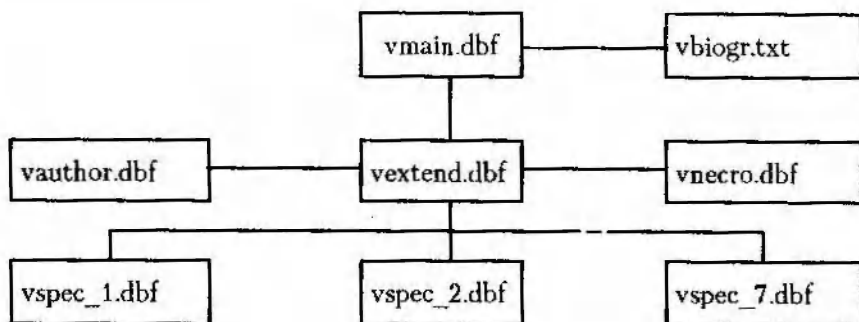 vmain.dbf
vbiogr.txt
vauthor.dbf
vextend.dbf
vnecro.dbf
vspec_1.dbf
vspec_2.dbf
vspec_7.dbf